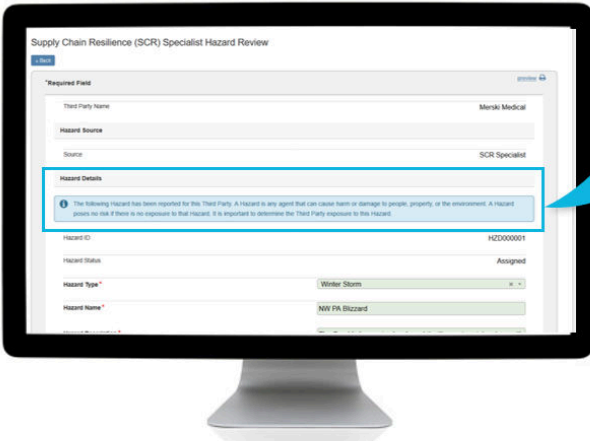 Supply Chain Resilience (SCR) Specialist Hazard Review
« Back
*Required Field
preview
Third Party Name Merski Medical
Hazard Source
Source SCR Specialist
Hazard Details
The following Hazard has been reported for this Third Party. A Hazard is any agent that can cause harm or damage to people, property, or the environment. A Hazard
poses no risk if there is no exposure to that Hazard. It is important to determine the Third Party exposure to this Hazard.
Hazard ID HZD000001
Hazard Status Assigned
Hazard Type* Winter Storm
Hazard Name* NW PA Blizzard